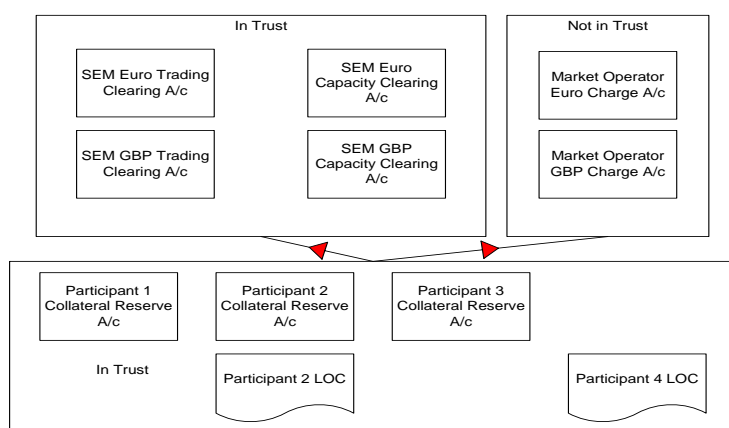 In Trust
SEM Euro Trading
Clearing A/c
SEM Euro
Capacity Clearing
A/c
SEM GBP Trading
Clearing A/c
SEM GBP
Capacity Clearing
A/c
Not in Trust
Market Operator
Euro Charge A/c
Market Operator
GBP Charge A/c
Participant 1
Collateral Reserve
A/c
Participant 2
Collateral Reserve
A/c
Participant 3
Collateral Reserve
A/c
In Trust
Participant 2 LOC
Participant 4 LOC